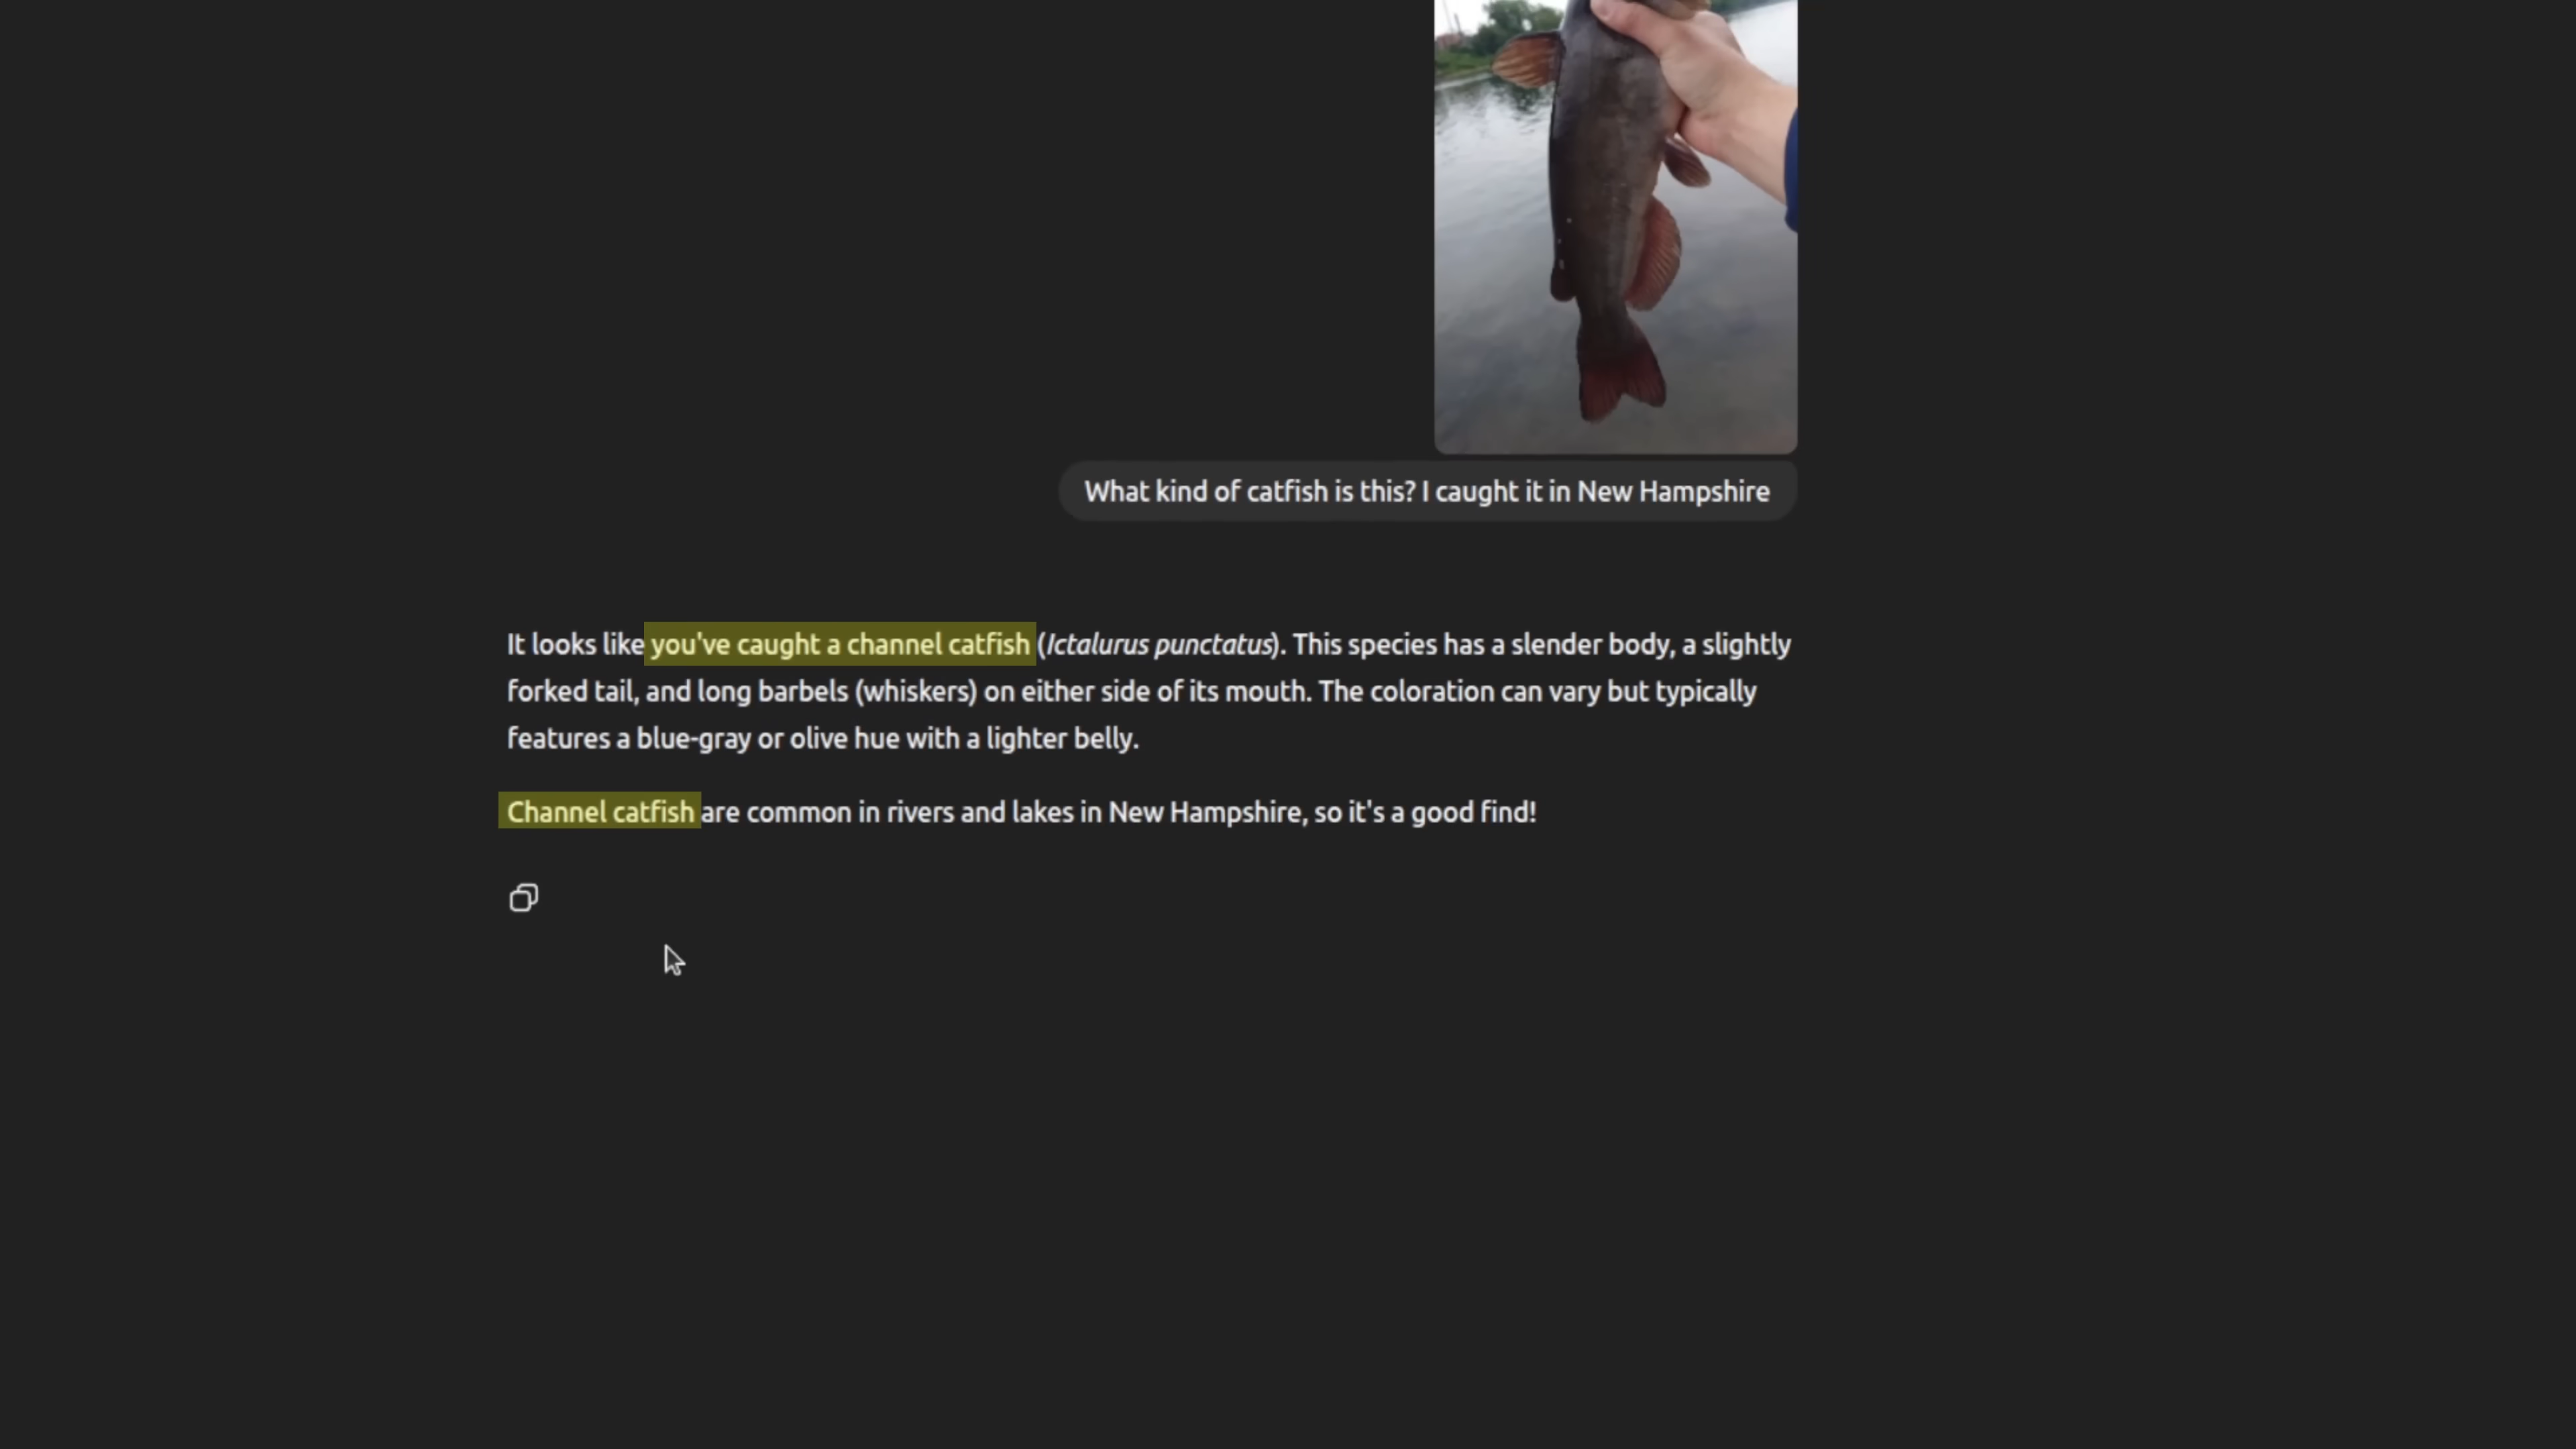 What kind of catfish is this? I caught it in New Hampshire
It looks like you've caught a channel catfish (Ictalurus punctatus). This species has a slender body, a slightly
forked tail, and long barbels (whiskers) on either side of its mouth. The coloration can vary but typically
features a blue-gray or olive hue with a lighter belly.
Channel catfish are common in rivers and lakes in New Hampshire, so it's a good find!